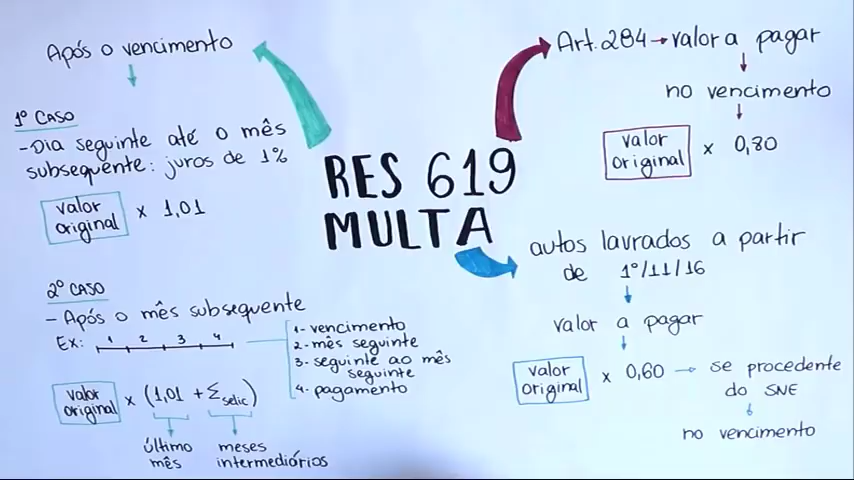 RES 619
MULTA
Após o vencimento
1º CASO
- Dia seguinte até o mês
subsequente: juros de 1%
valor
original x 1,01
2º CASO
- Após o mês subsequente
Ex: 1 2 3 4
1- vencimento
2- mês seguinte
3- seguinte ao mês
seguinte
4- pagamento
valor
original x (1,01 + Σselic)
último
mês
meses
intermediários
Art. 284 → valor a pagar
no vencimento
valor
original x 0,80
autos lavrados a partir
de 1º/11/16
valor a pagar
valor
original x 0,60 → se procedente
do SNE
no vencimento